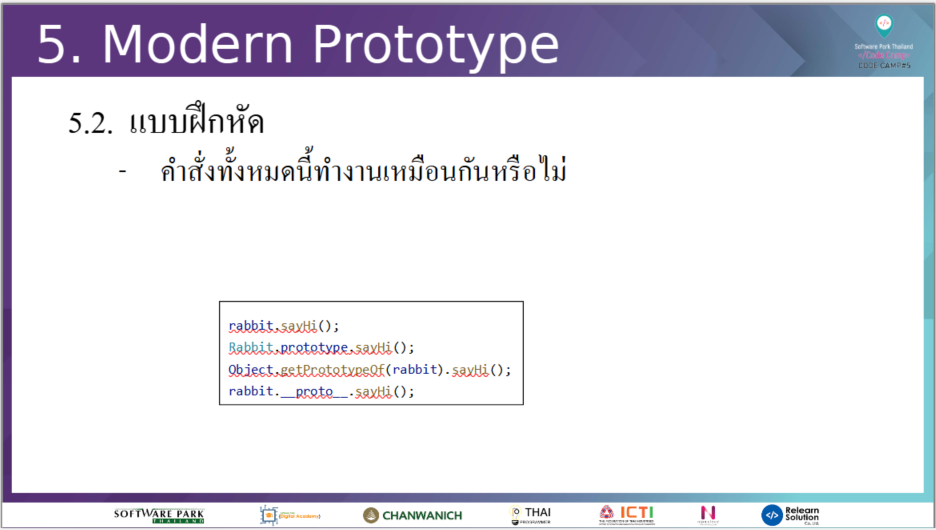 5. Modern Prototype
Software Park Thailand
CODE CAMP#5
5.2. แบบฝึกหัด
- คำสั่งทั้งหมดนี้ทำงานเหมือนกันหรือไม่
rabbit.sayHi();
Rabbit.prototype.sayHi();
Object.getPrototypeOf(rabbit).sayHi();
rabbit.__proto__.sayHi();
SOFTWARE PARK
THAILAND
Digital Academy
CHANWANICH
THAI
PROGRAMMER
ICTI
N
Relearn
Solution
Co.,ltd.